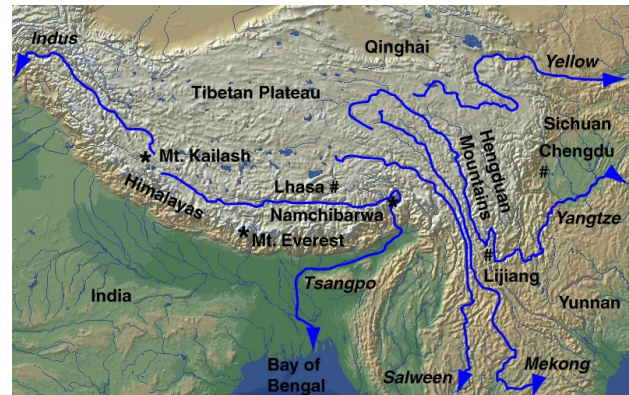 Indus
Qinghai
Yellow
Tibetan Plateau
Sichuan
Hengduan
Mountains
Chengdu
#
* Mt. Kailash
Himalayas
Lhasa #
Namchibarwa
*
Yangtze
* Mt. Everest
#
Lijiang
Tsangpo
India
Yunnan
Bay of
Bengal
Salween
Mekong